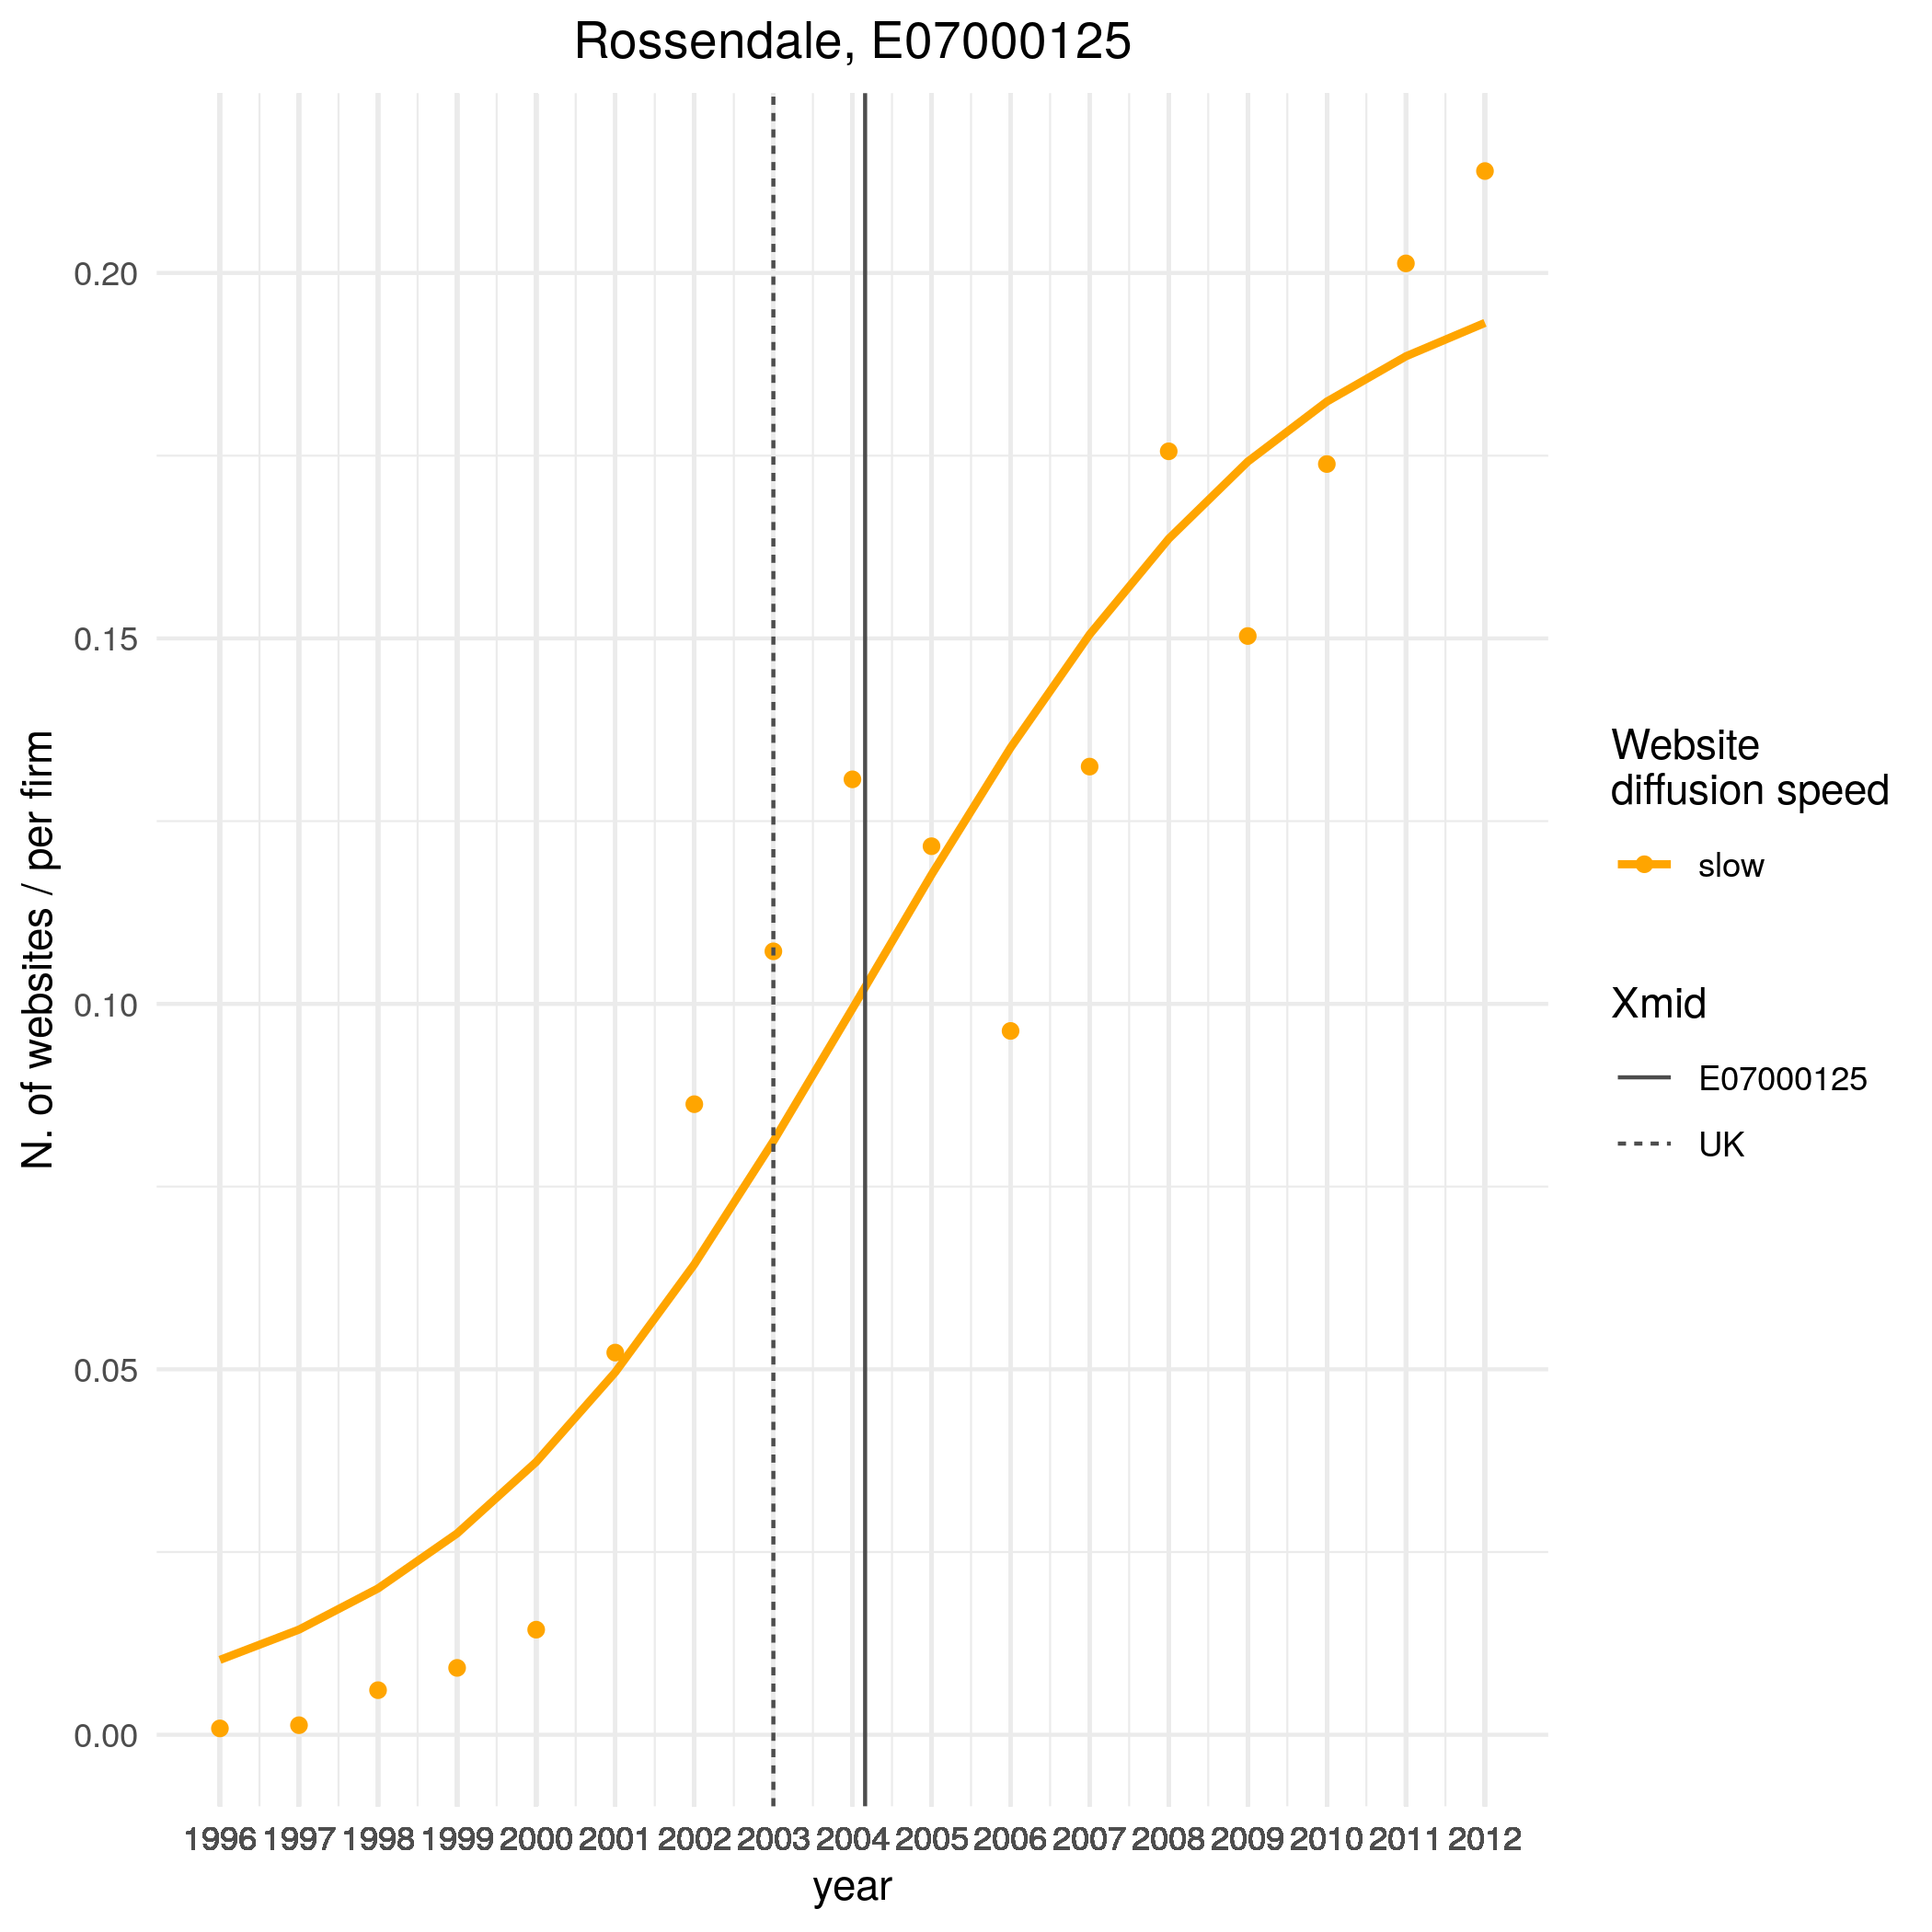 Rossendale, E07000125
N. of websites / per firm
0.20
0.15
0.10
0.05
0.00
1996 1997 1998 1999 2000 2001 2002 2003 2004 2005 2006 2007 2008 2009 2010 2011 2012
year
Website
diffusion speed
slow
Xmid
E07000125
UK